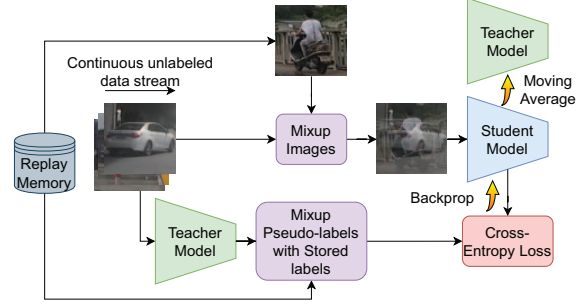 Continuous unlabeled
data stream
Teacher
Model
Moving
Average
Mixup
Images
Student
Model
Replay
Memory
Backprop
Teacher
Model
Mixup
Pseudo-labels
with Stored
labels
Cross-
Entropy Loss